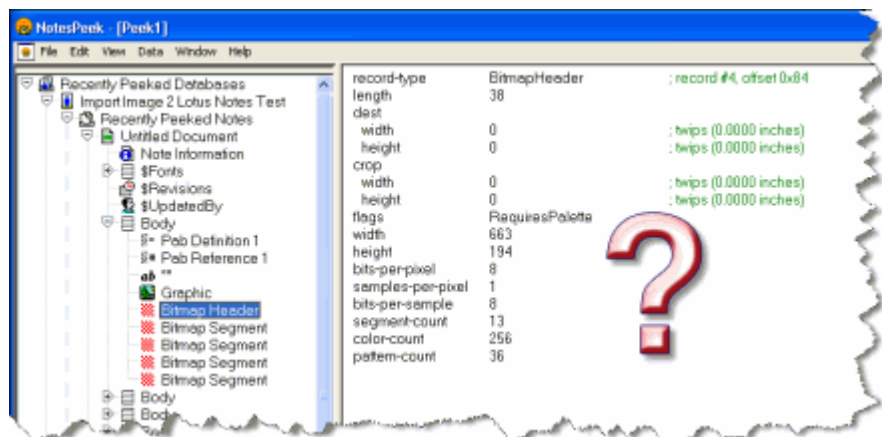 NotesPeek - [Peek1]
File Edit View Data Window Help
Recently Peeked Databases
Import Image 2 Lotus Notes Test
Recently Peeked Notes
Untitled Document
Note Information
$Fonts
$Revisions
$UpdatedBy
Body
Pab Definition 1
Pab Reference 1
ab ""
Graphic
Bitmap Header
Bitmap Segment
Bitmap Segment
Bitmap Segment
Bitmap Segment
Body
Body
record-type BitmapHeader ; record #4, offset 0x84
length 38
dest
width 0 ; twips (0.0000 inches)
height 0 ; twips (0.0000 inches)
crop
width 0 ; twips (0.0000 inches)
height 0 ; twips (0.0000 inches)
flags RequiresPalette
width 663
height 194
bits-per-pixel 8
samples-per-pixel 1
bits-per-sample 8
segment-count 13
color-count 256
pattern-count 36
?